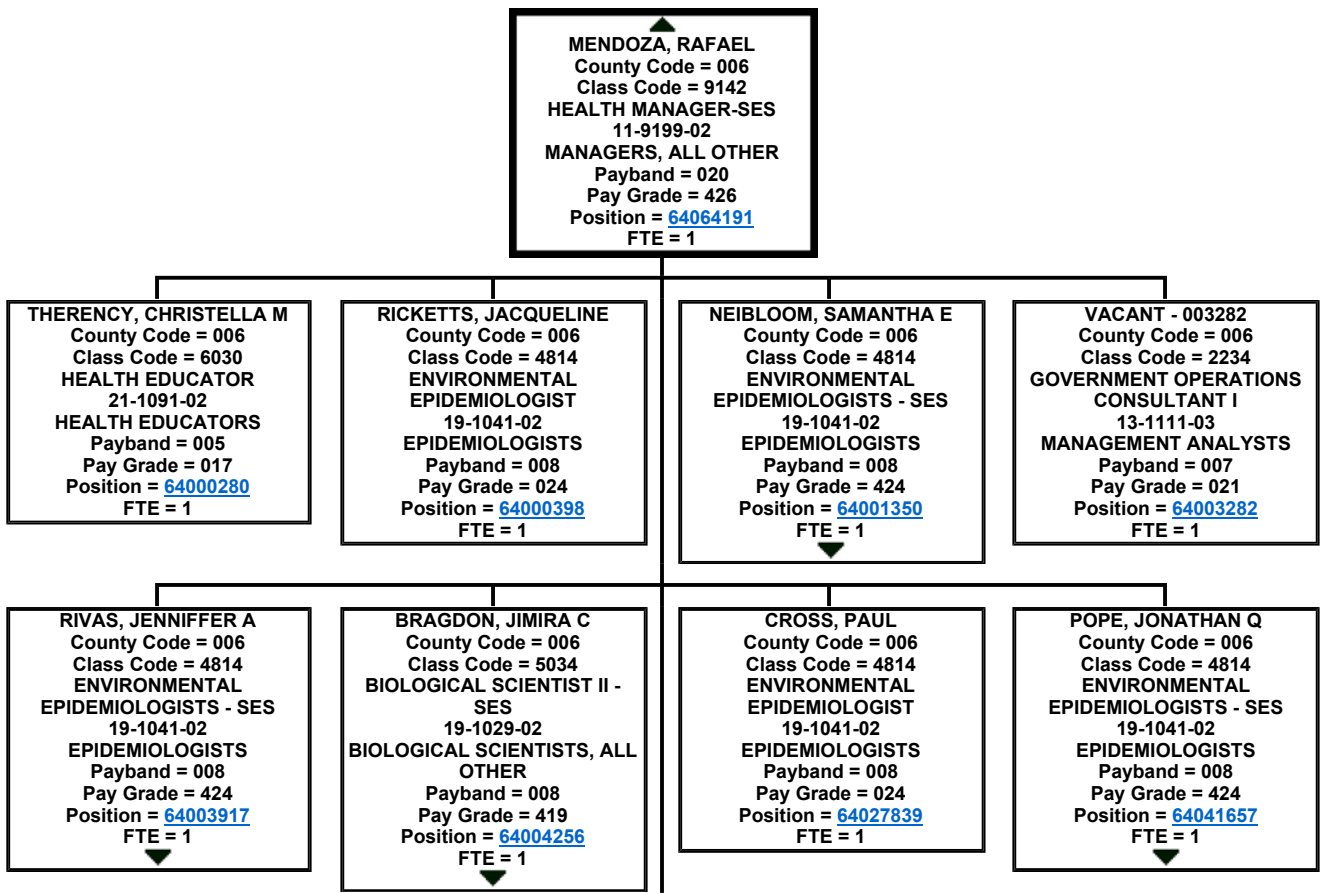 MENDOZA, RAFAEL
County Code = 006
Class Code = 9142
HEALTH MANAGER-SES
11-9199-02
MANAGERS, ALL OTHER
Payband = 020
Pay Grade = 426
Position = 64064191
FTE = 1
THERENCY, CHRISTELLA M
County Code = 006
Class Code = 6030
HEALTH EDUCATOR
21-1091-02
HEALTH EDUCATORS
Payband = 005
Pay Grade = 017
Position = 64000280
FTE = 1
RICKETTS, JACQUELINE
County Code = 006
Class Code = 4814
ENVIRONMENTAL
EPIDEMIOLOGIST
19-1041-02
EPIDEMIOLOGISTS
Payband = 008
Pay Grade = 024
Position = 64000398
FTE = 1
NEIBLOOM, SAMANTHA E
County Code = 006
Class Code = 4814
ENVIRONMENTAL
EPIDEMIOLOGISTS - SES
19-1041-02
EPIDEMIOLOGISTS
Payband = 008
Pay Grade = 424
Position = 64001350
FTE = 1
VACANT - 003282
County Code = 006
Class Code = 2234
GOVERNMENT OPERATIONS
CONSULTANT I
13-1111-03
MANAGEMENT ANALYSTS
Payband = 007
Pay Grade = 021
Position = 64003282
FTE = 1
RIVAS, JENNIFFER A
County Code = 006
Class Code = 4814
ENVIRONMENTAL
EPIDEMIOLOGISTS - SES
19-1041-02
EPIDEMIOLOGISTS
Payband = 008
Pay Grade = 424
Position = 64003917
FTE = 1
BRAGDON, JIMIRA C
County Code = 006
Class Code = 5034
BIOLOGICAL SCIENTIST II -
SES
19-1029-02
BIOLOGICAL SCIENTISTS, ALL
OTHER
Payband = 008
Pay Grade = 419
Position = 64004256
FTE = 1
CROSS, PAUL
County Code = 006
Class Code = 4814
ENVIRONMENTAL
EPIDEMIOLOGIST
19-1041-02
EPIDEMIOLOGISTS
Payband = 008
Pay Grade = 024
Position = 64027839
FTE = 1
POPE, JONATHAN Q
County Code = 006
Class Code = 4814
ENVIRONMENTAL
EPIDEMIOLOGISTS - SES
19-1041-02
EPIDEMIOLOGISTS
Payband = 008
Pay Grade = 424
Position = 64041657
FTE = 1